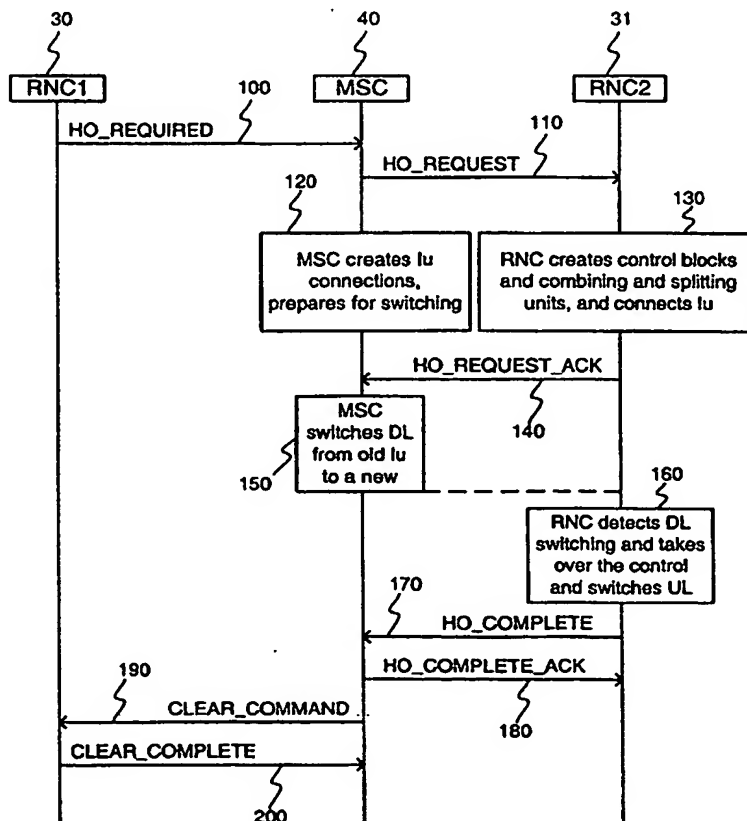 30
40
31
RNC1
MSC
RNC2
100
HO_REQUIRED
110
HO_REQUEST
120
130
MSC creates Iu
connections,
prepares for switching
RNC creates control blocks
and combining and splitting
units, and connects Iu
HO_REQUEST_ACK
140
MSC
switches DL
from old Iu
to a new
150
160
RNC detects DL
switching and takes
over the control
and switches UL
170
HO_COMPLETE
HO_COMPLETE_ACK
180
190
CLEAR_COMMAND
CLEAR_COMPLETE
200